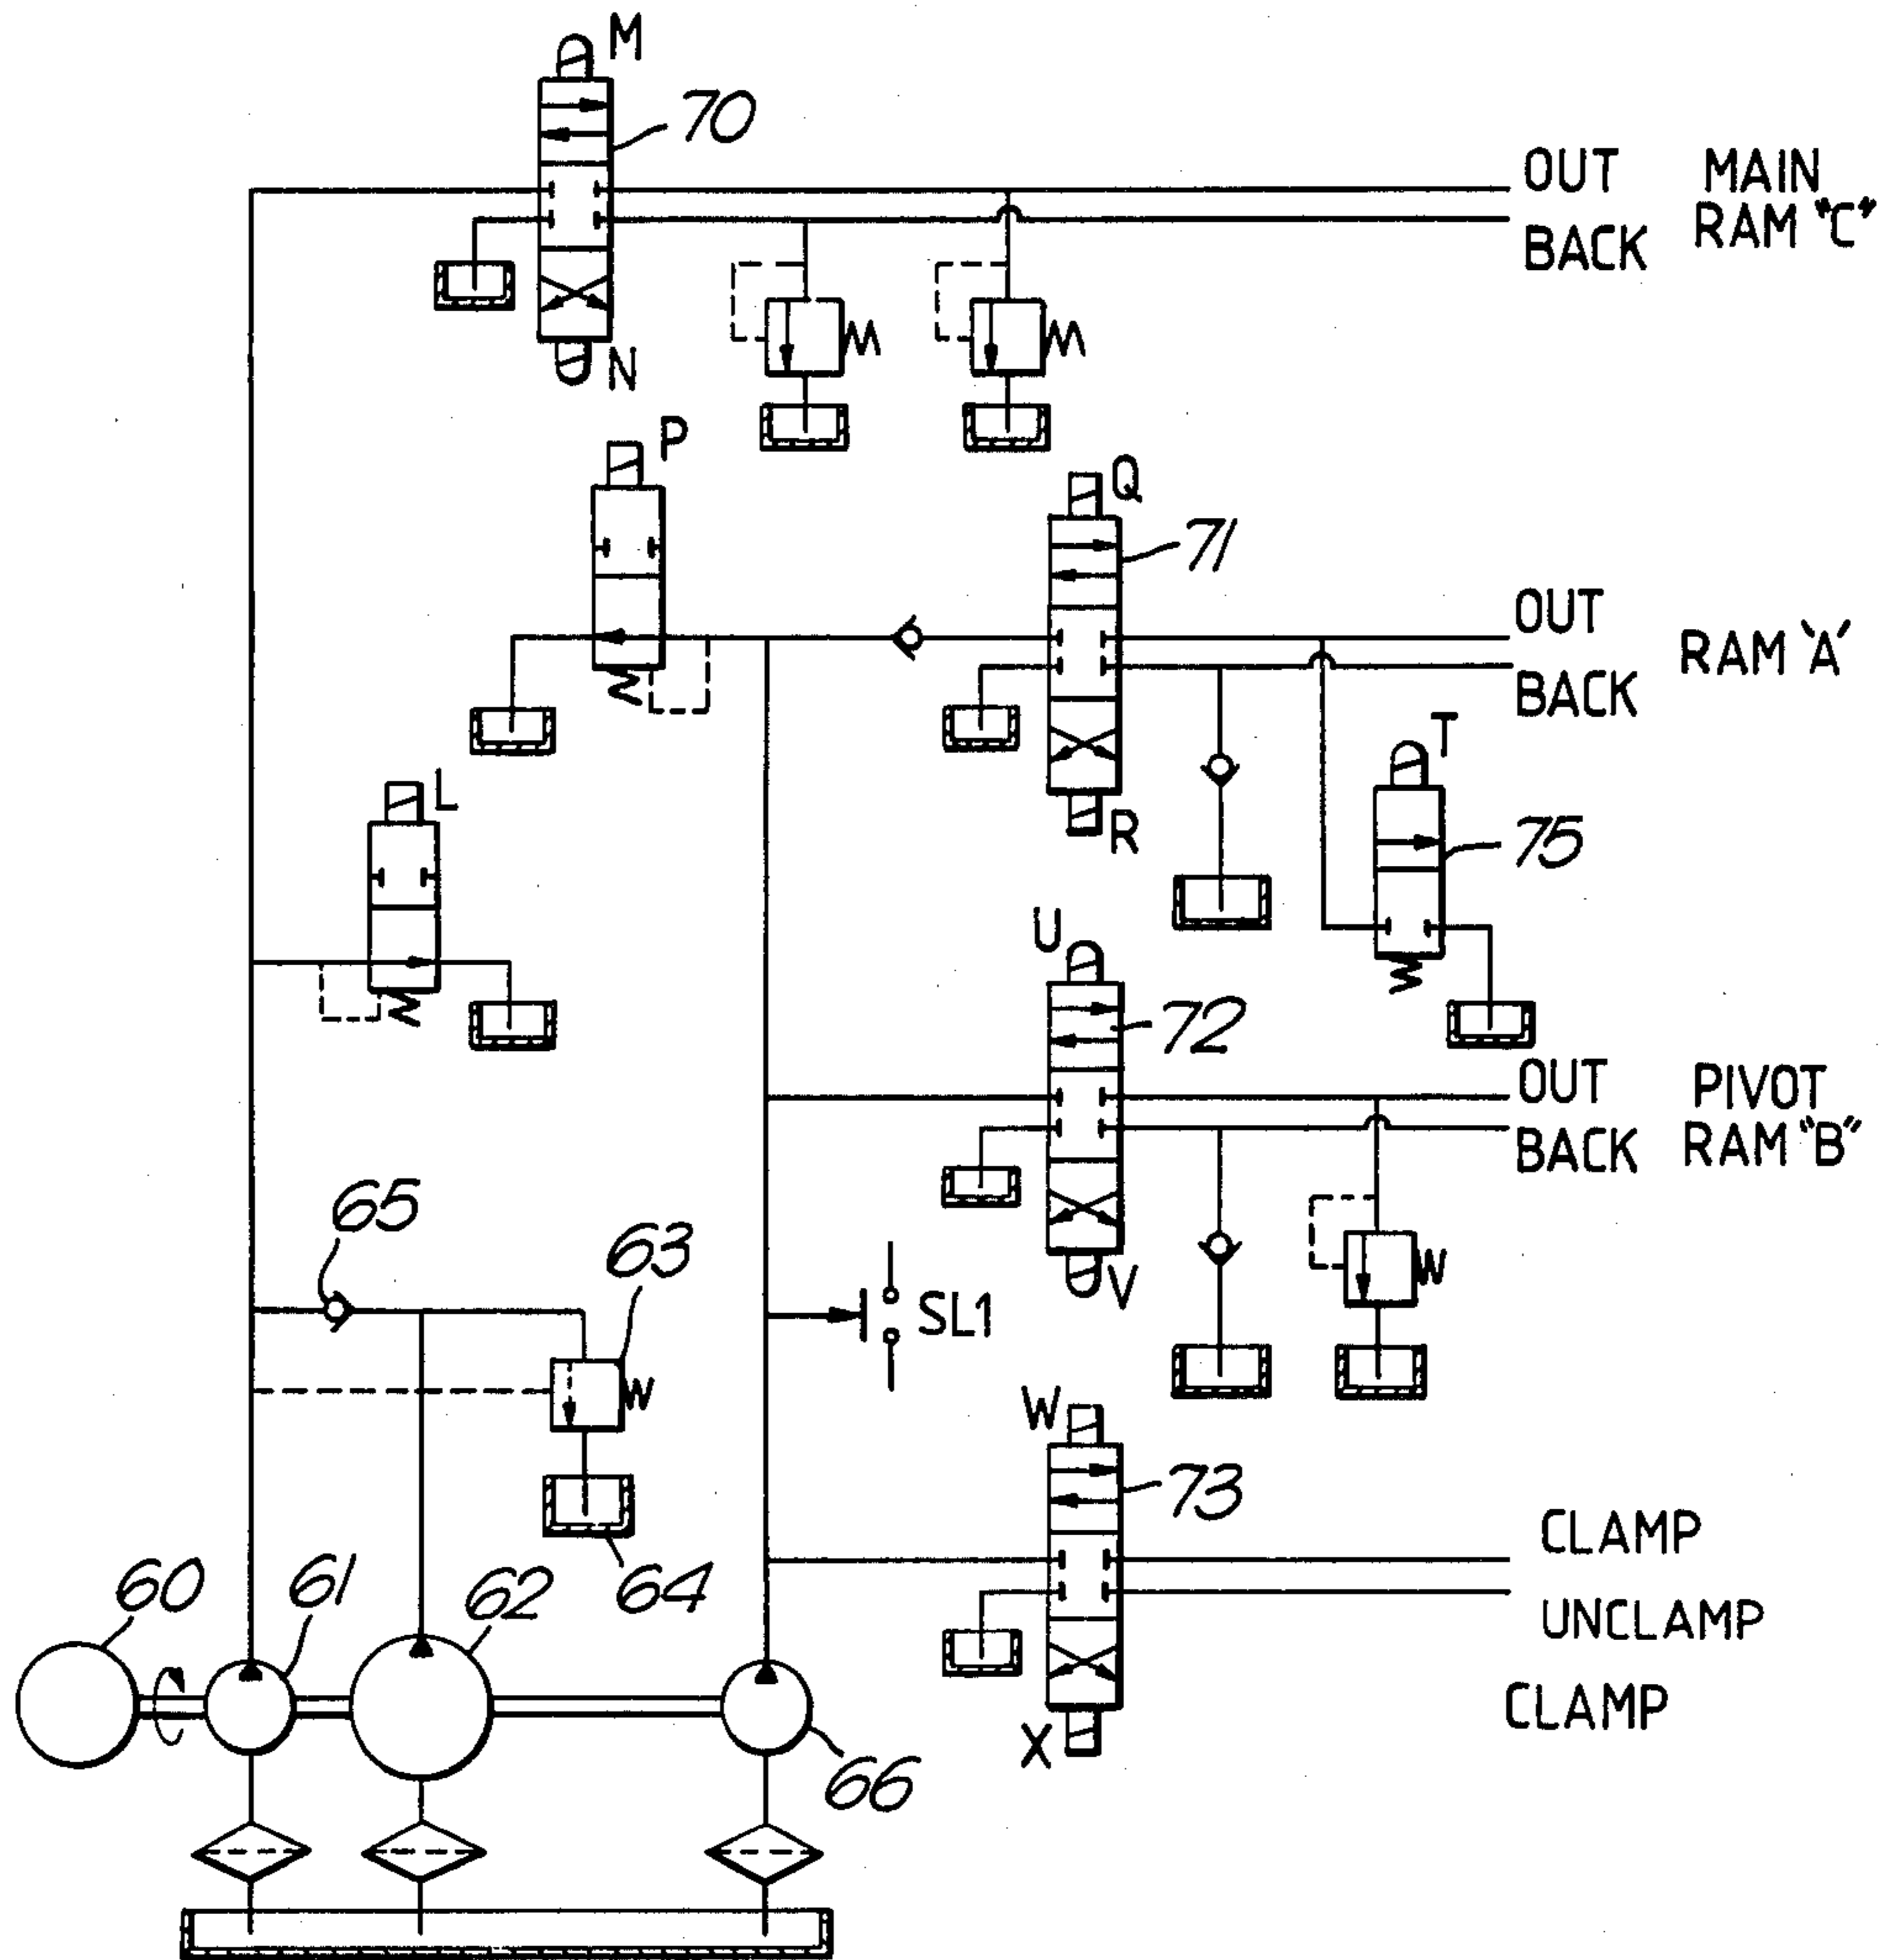 M
70
OUT MAIN
BACK RAM "C"
N
P
Q
71
OUT
RAM 'A'
BACK
T
L
R
75
U
72
OUT PIVOT
BACK RAM "B"
65
63
V
SL1
W
73
CLAMP
60
61
62
64
UNCLAMP
CLAMP
X
66